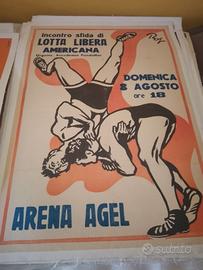 incontro sfida di
LOTTA LIBERA
AMERICANA
DOMENICA
8 AGOSTO
ore 18
ARENA AGEL
subito